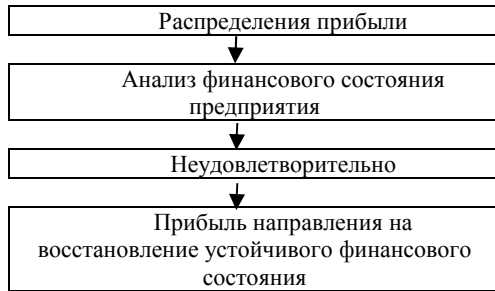 Распределения прибыли
Анализ финансового состояния
предприятия
Неудовлетворительно
Прибыль направления на
восстановление устойчивого финансового
состояния